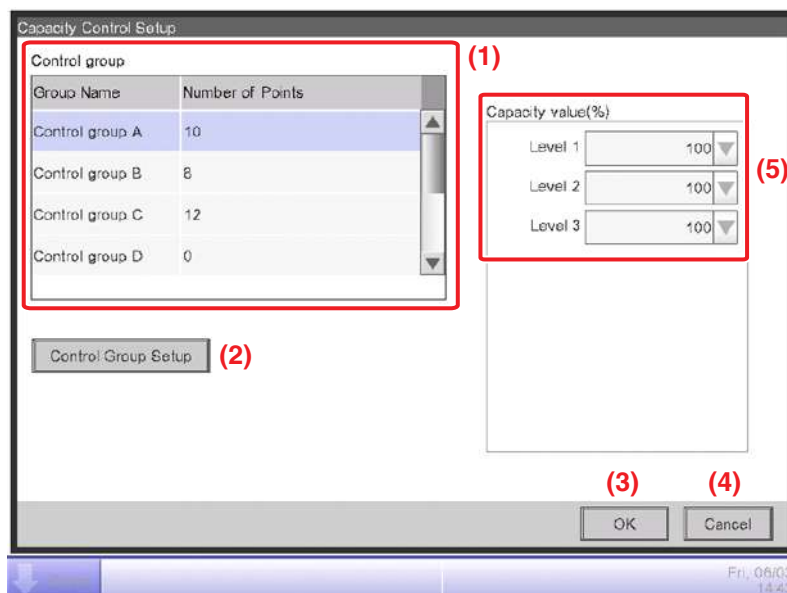 Capacity Control Setup
Control group
(1)
Group Name Number of Points
Control group A 10
Control group B 8
Control group C 12
Control group D 0
Capacity value(%)
Level 1 100
Level 2 100
Level 3 100
(5)
Control Group Setup (2)
(3) (4)
OK Cancel
Fri, 06/03